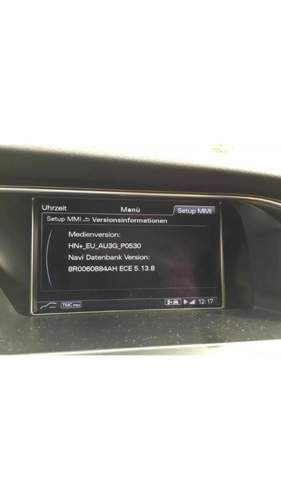 Uhrzeit Menü Setup MMI
Setup MMI Versionsinformationen
Medienversion:
HN+_EU_AU3G_P0530
Navi Datenbank Version:
8R0060884AH ECE 5.13.8
TMC PRO 12:17